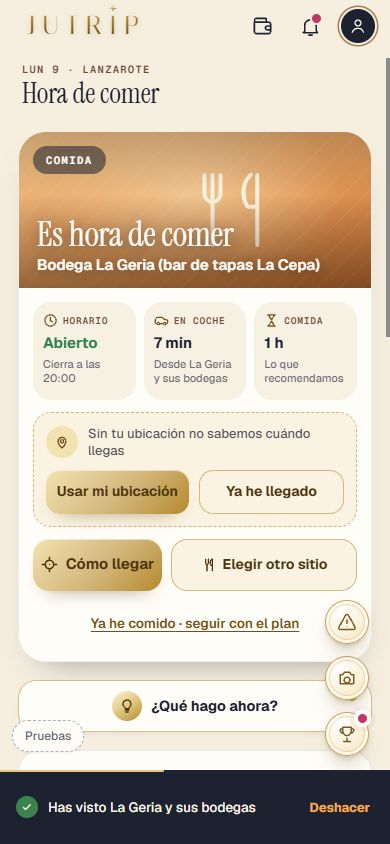 JUTRIP
LUN 9 · LANZAROTE
Hora de comer
COMIDA
Es hora de comer
Bodega La Geria (bar de tapas La Cepa)
HORARIO
Abierto
Cierra a las
20:00
EN COCHE
7 min
Desde La Geria
y sus bodegas
COMIDA
1 h
Lo que
recomendamos
Sin tu ubicación no sabemos cuándo
llegas
Usar mi ubicación
Ya he llegado
Cómo llegar
Elegir otro sitio
Ya he comido · seguir con el plan
¿Qué hago ahora?
Pruebas
Has visto La Geria y sus bodegas
Deshacer